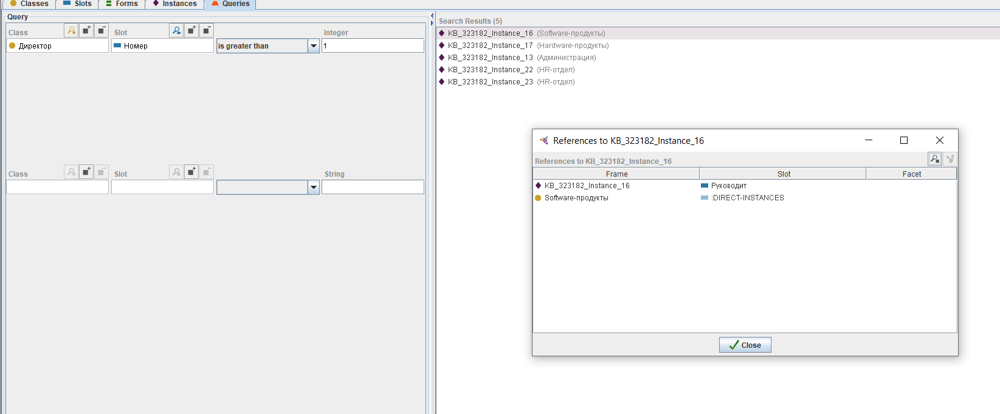 Classes Slots Forms Instances Queries
Query
Class Slot Integer
Директор Номер is greater than 1
Class Slot String
Search Results (5)
KB_323182_Instance_16 (Software-продукты)
KB_323182_Instance_17 (Hardware-продукты)
KB_323182_Instance_13 (Администрация)
KB_323182_Instance_22 (HR-отдел)
KB_323182_Instance_23 (HR-отдел)
References to KB_323182_Instance_16
References to KB_323182_Instance_16
Frame Slot Facet
KB_323182_Instance_16 Руководит
Software-продукты :DIRECT-INSTANCES
Close